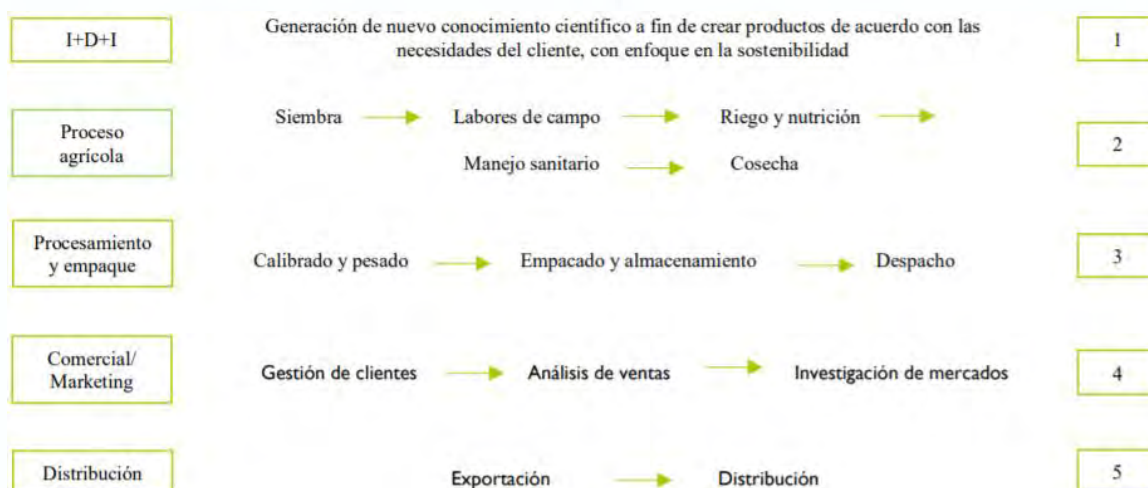 I+D+I
Generación de nuevo conocimiento científico a fin de crear productos de acuerdo con las
necesidades del cliente, con enfoque en la sostenibilidad
1
Proceso
agrícola
Siembra Labores de campo Riego y nutrición
Manejo sanitario Cosecha
2
Procesamiento
y empaque
Calibrado y pesado Empacado y almacenamiento Despacho
3
Comercial/
Marketing
Gestión de clientes Análisis de ventas Investigación de mercados
4
Distribución
Exportación Distribución
5